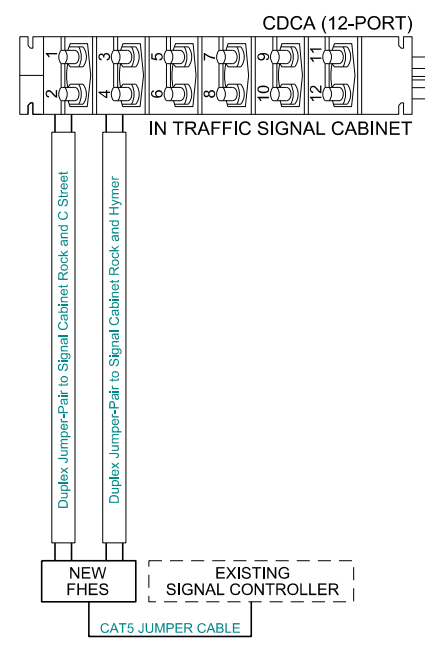 CDCA (12-PORT)
1 3 5 7 9 11
2 4 6 8 10 12
IN TRAFFIC SIGNAL CABINET
Duplex Jumper-Pair to Signal Cabinet Rock and C Street
Duplex Jumper-Pair to Signal Cabinet Rock and Hymer
NEW
FHES
EXISTING
SIGNAL CONTROLLER
CAT5 JUMPER CABLE